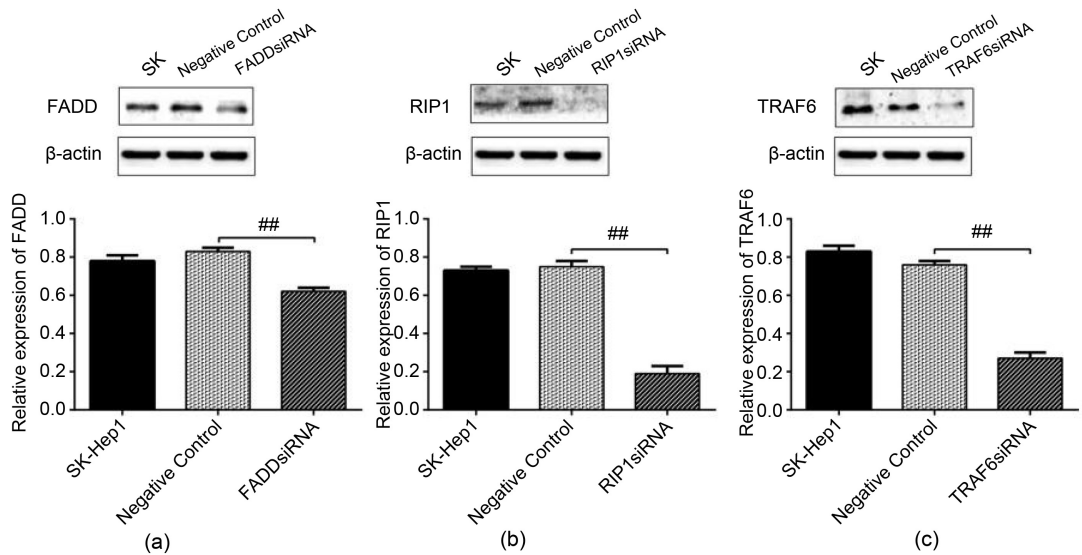 SK Negative Control FADDsiRNA
FADD
β-actin
Relative expression of FADD
1.0
0.8
0.6
0.4
0.2
0.0
##
SK-Hep1
Negative Control
FADDsiRNA
(a)
SK Negative Control RIP1siRNA
RIP1
β-actin
Relative expression of RIP1
1.0
0.8
0.6
0.4
0.2
0.0
##
SK-Hep1
Negative Control
RIP1siRNA
(b)
SK Negative Control TRAF6siRNA
TRAF6
β-actin
Relative expression of TRAF6
1.0
0.8
0.6
0.4
0.2
0.0
##
SK-Hep1
Negative Control
TRAF6siRNA
(c)